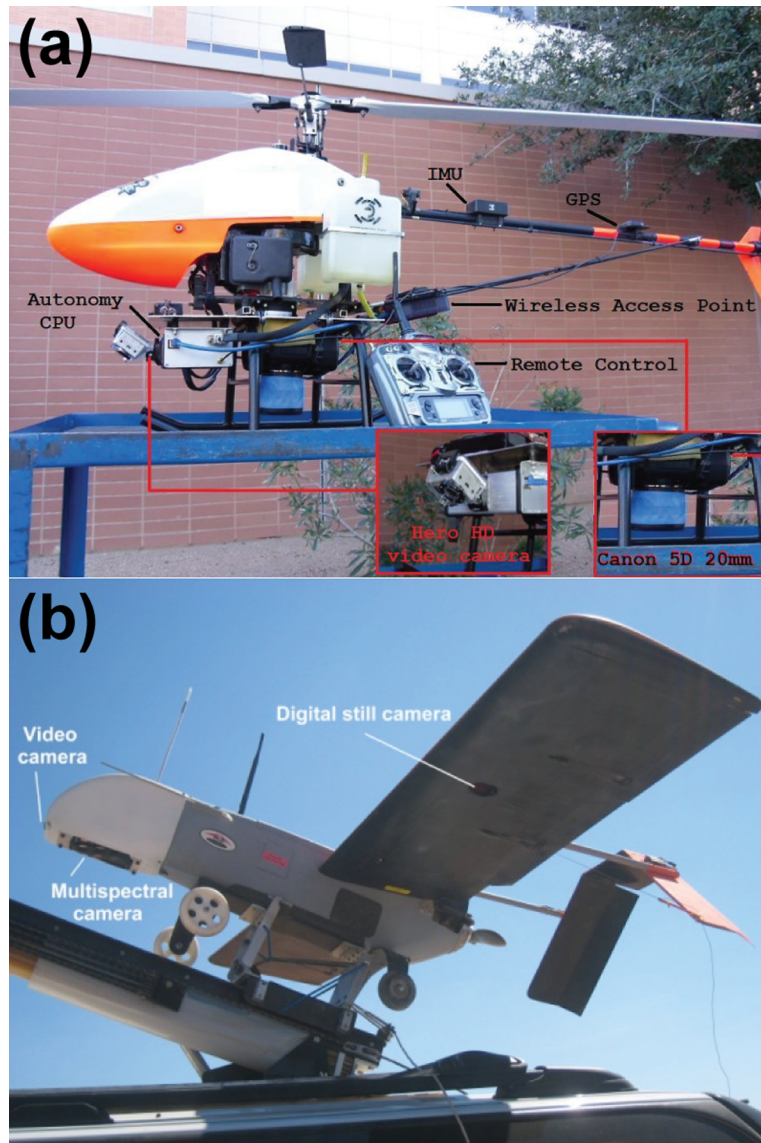 (a)
IMU
GPS
Autonomy
CPU
Wireless Access Point
Remote Control
Hero HD
video camera
Canon 5D 20mm
(b)
Digital still camera
Video
camera
Multispectral
camera